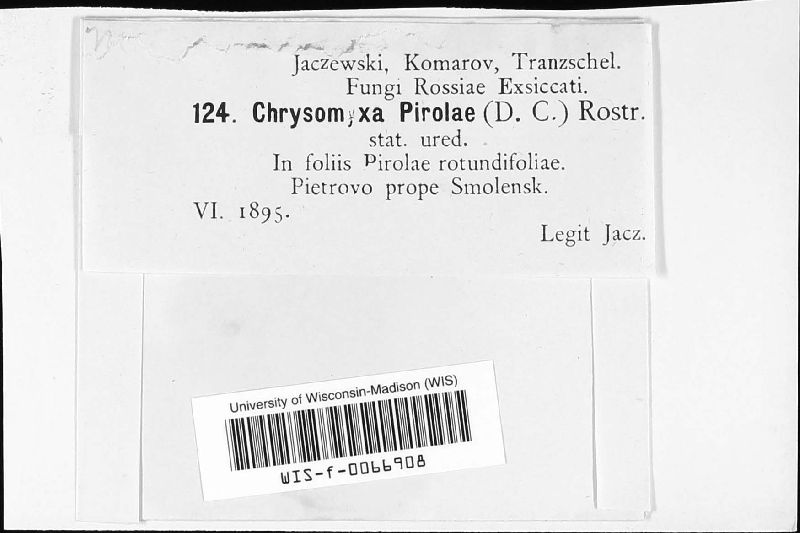 Jaczewski, Komarov, Tranzschel.
Fungi Rossiae Exsiccati.
124. Chrysomyxa Pirolae (D. C.) Rostr.
stat. ured.
In foliis Pirolae rotundifoliae.
Pietrovo prope Smolensk.
VI. 1895.
Legit Jacz.
University of Wisconsin-Madison (WIS)
WIS-f-0066908